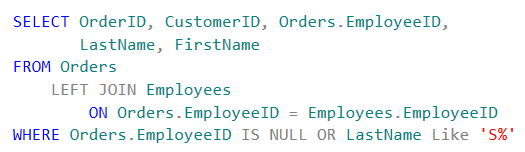 SELECT OrderID, CustomerID, Orders.EmployeeID,
       LastName, FirstName
FROM Orders
    LEFT JOIN Employees
        ON Orders.EmployeeID = Employees.EmployeeID
WHERE Orders.EmployeeID IS NULL OR LastName Like 'S%'